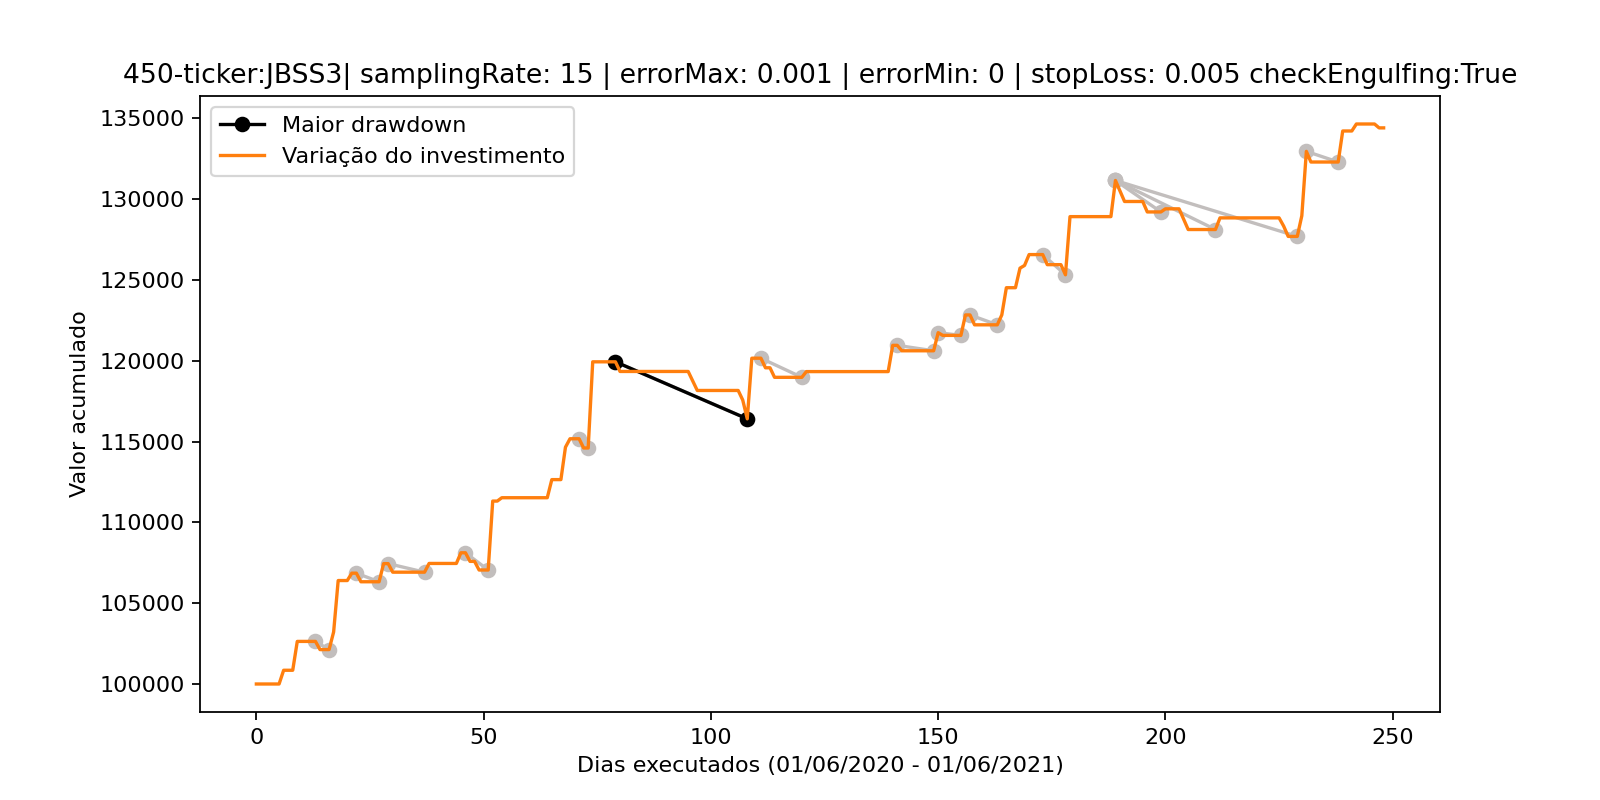 450-ticker:JBSS3| samplingRate: 15 | errorMax: 0.001 | errorMin: 0 | stopLoss: 0.005 checkEngulfing:True
Maior drawdown
Variação do investimento
Valor acumulado
135000
130000
125000
120000
115000
110000
105000
100000
0 50 100 150 200 250
Dias executados (01/06/2020 - 01/06/2021)